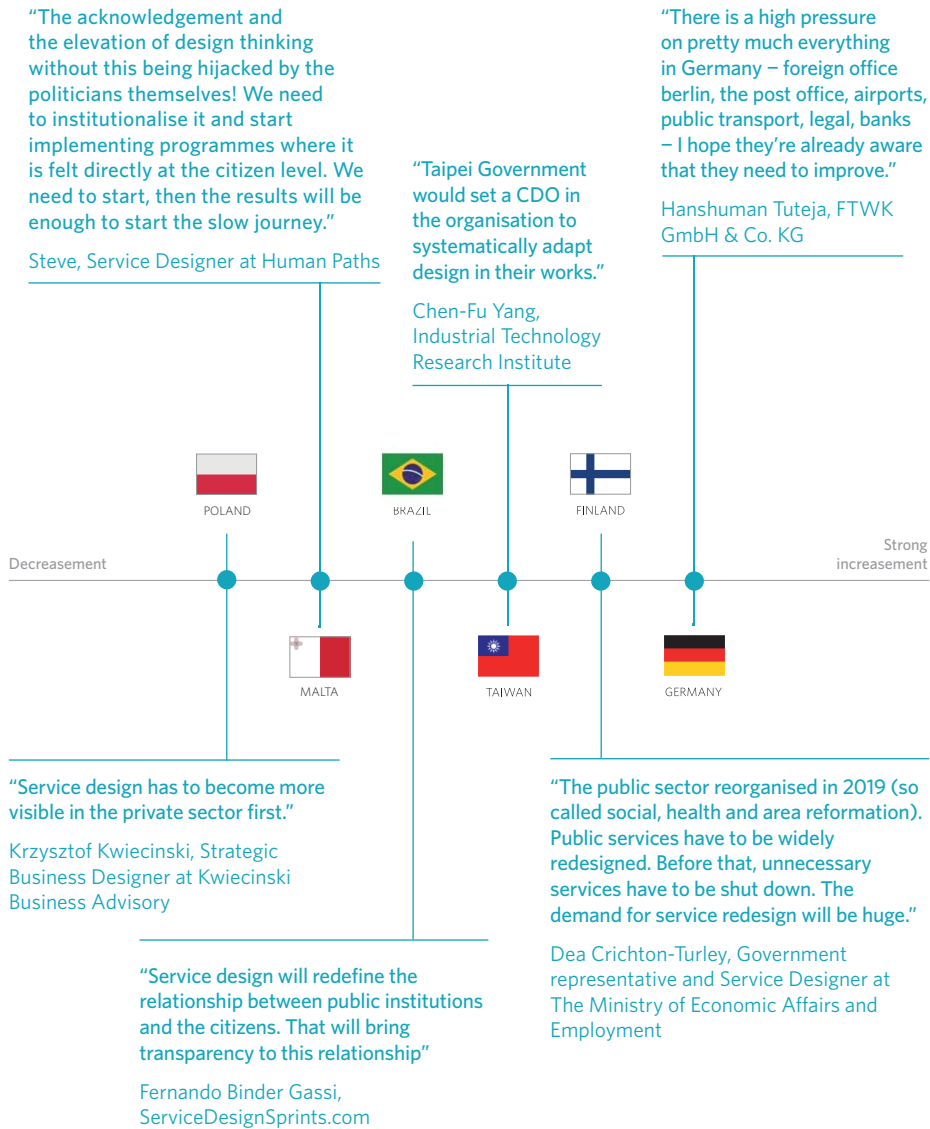 “The acknowledgement and
the elevation of design thinking
without this being hijacked by the
politicians themselves! We need
to institutionalise it and start
implementing programmes where it
is felt directly at the citizen level. We
need to start, then the results will be
enough to start the slow journey.”
Steve, Service Designer at Human Paths
“Taipei Government
would set a CDO in
the organisation to
systematically adapt
design in their works.”
Chen-Fu Yang,
Industrial Technology
Research Institute
“There is a high pressure
on pretty much everything
in Germany – foreign office
berlin, the post office, airports,
public transport, legal, banks
– I hope they’re already aware
that they need to improve.”
Hanshuman Tuteja, FTWK
GmbH & Co. KG
POLAND
BRAZIL
FINLAND
Decreasement
Strong
increasement
MALTA
TAIWAN
GERMANY
“Service design has to become more
visible in the private sector first.”
Krzysztof Kwiecinski, Strategic
Business Designer at Kwiecinski
Business Advisory
“Service design will redefine the
relationship between public institutions
and the citizens. That will bring
transparency to this relationship”
Fernando Binder Gassi,
ServiceDesignSprints.com
“The public sector reorganised in 2019 (so
called social, health and area reformation).
Public services have to be widely
redesigned. Before that, unnecessary
services have to be shut down. The
demand for service redesign will be huge.”
Dea Crichton-Turley, Government
representative and Service Designer at
The Ministry of Economic Affairs and
Employment